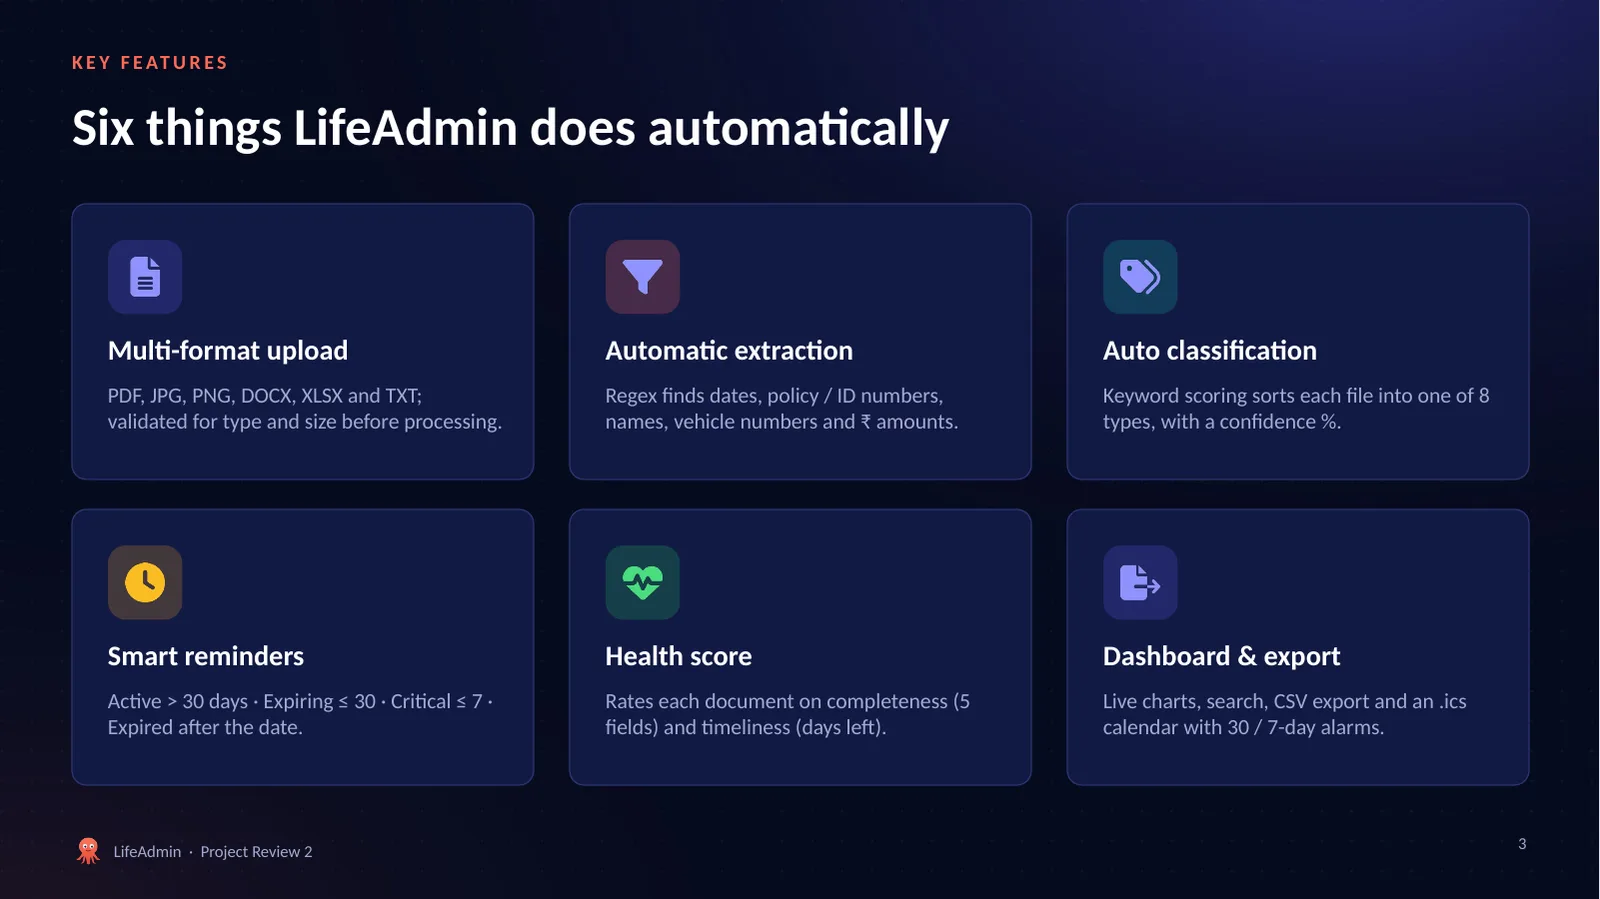 KEY FEATURES
Six things LifeAdmin does automatically
Multi-format upload
PDF, JPG, PNG, DOCX, XLSX and TXT;
validated for type and size before processing.
Automatic extraction
Regex finds dates, policy / ID numbers,
names, vehicle numbers and ₹ amounts.
Auto classification
Keyword scoring sorts each file into one of 8
types, with a confidence %.
Smart reminders
Active > 30 days · Expiring ≤ 30 · Critical ≤ 7 ·
Expired after the date.
Health score
Rates each document on completeness (5
fields) and timeliness (days left).
Dashboard & export
Live charts, search, CSV export and an .ics
calendar with 30 / 7-day alarms.
LifeAdmin · Project Review 2
3